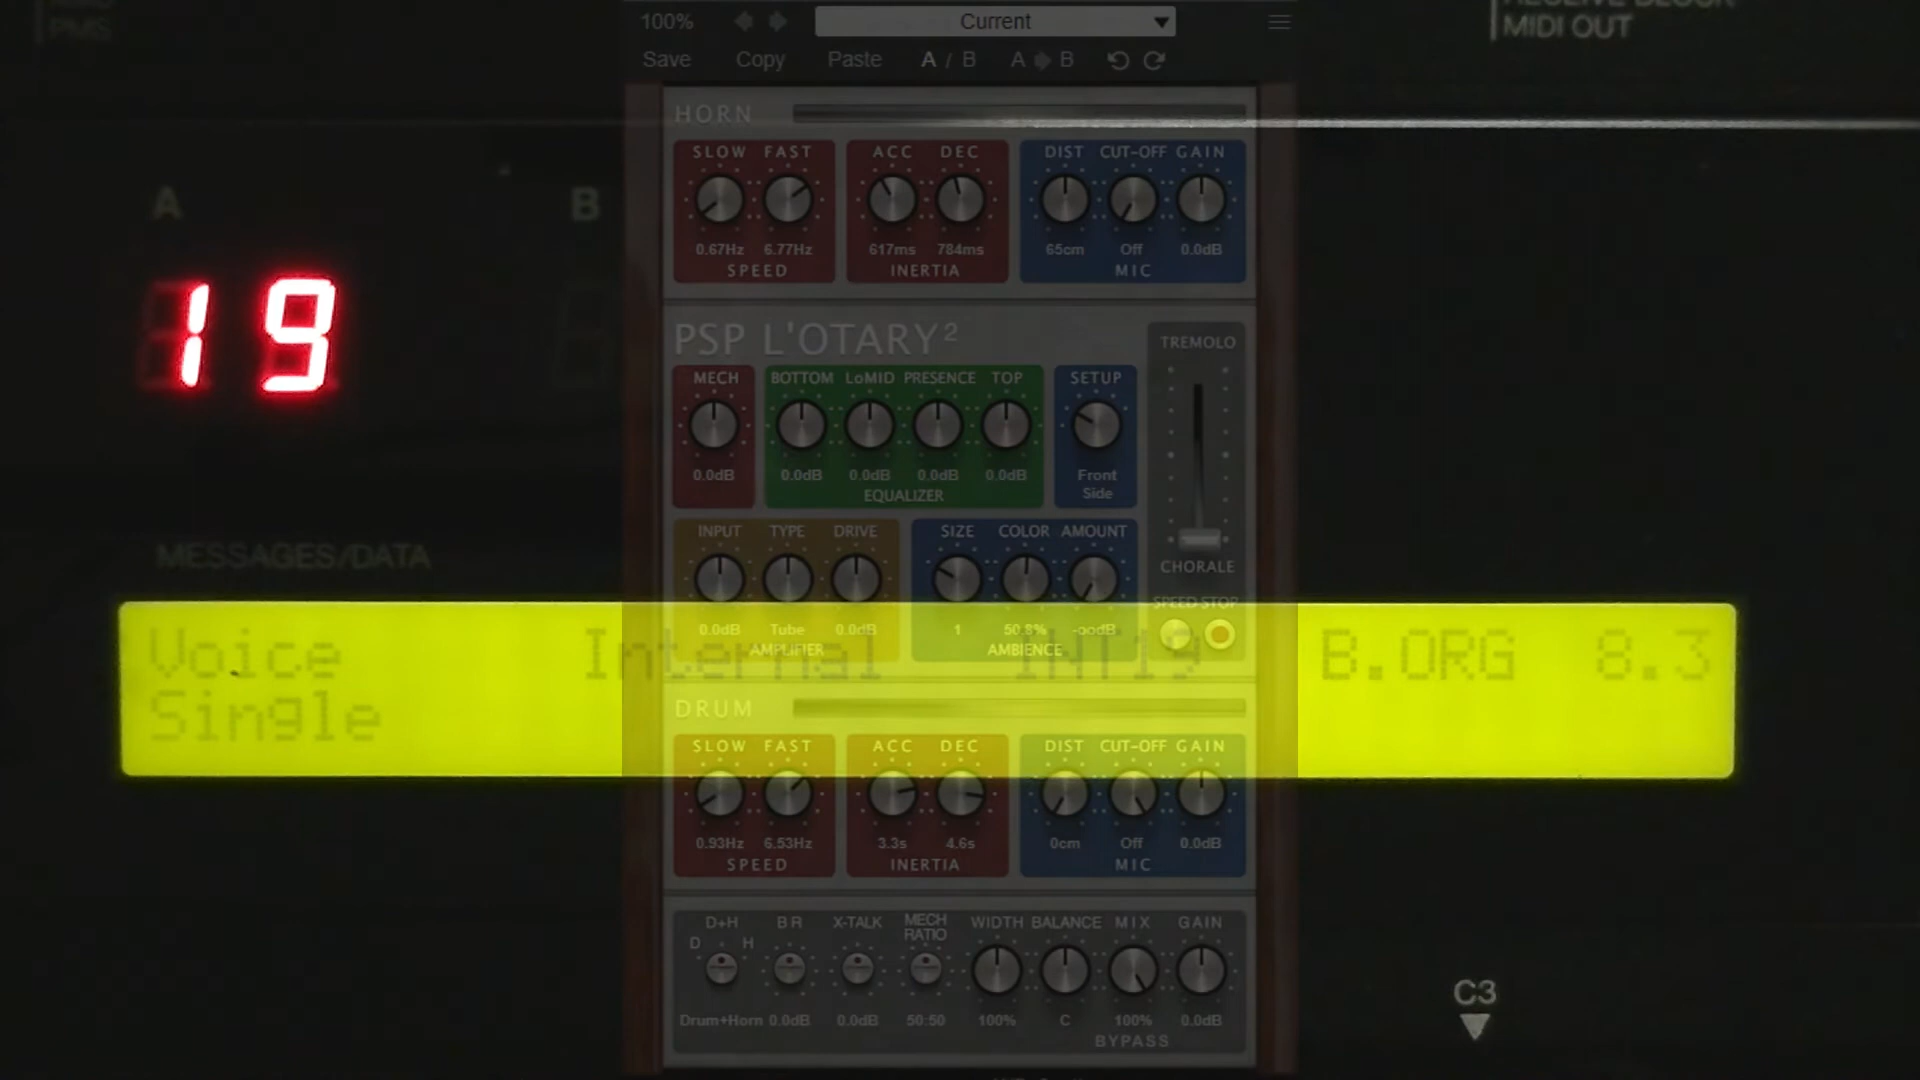 RECEIVE BLOCK
MIDI OUT
100% Current
Save Copy Paste A / B A B
HORN
SLOW FAST ACC DEC DIST CUT-OFF GAIN
0.67Hz 6.77Hz 617ms 784ms 65cm Off 0.0dB
SPEED INERTIA MIC
A B
19
PSP L'OTARY² TREMOLO
MECH BOTTOM LoMID PRESENCE TOP SETUP
0.0dB 0.0dB 0.0dB 0.0dB 0.0dB Front
EQUALIZER Side
INPUT TYPE DRIVE SIZE COLOR AMOUNT
CHORALE
MESSAGES/DATA
SPEED STOP
0.0dB Tube 0.0dB 1 50.8% -oodB
AMPLIFIER AMBIENCE
Voice Internal INT19 B.ORG 8.3
Single
DRUM
SLOW FAST ACC DEC DIST CUT-OFF GAIN
0.93Hz 6.53Hz 3.3s 4.6s 0cm Off 0.0dB
SPEED INERTIA MIC
D+H BR X-TALK MECH RATIO WIDTH BALANCE MIX GAIN
D H
Drum+Horn 0.0dB 0.0dB 50:50 100% C 100% 0.0dB
BYPASS
C3